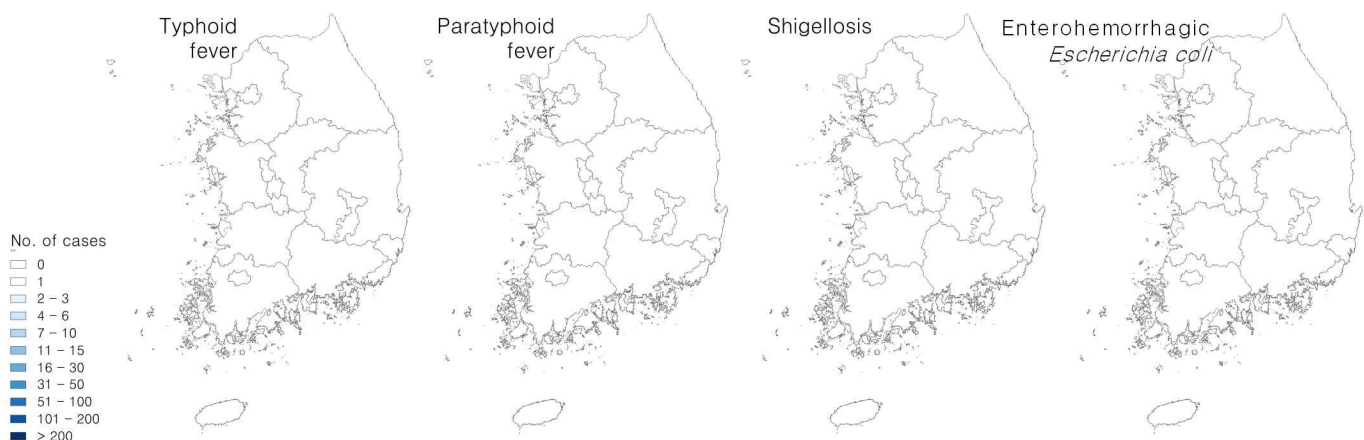 Typhoid
fever
Paratyphoid
fever
Shigellosis
Enterohemorrhagic
Escherichia coli
No. of cases
0
1
2 – 3
4 – 6
7 – 10
11 – 15
16 – 30
31 – 50
51 – 100
101 – 200
> 200